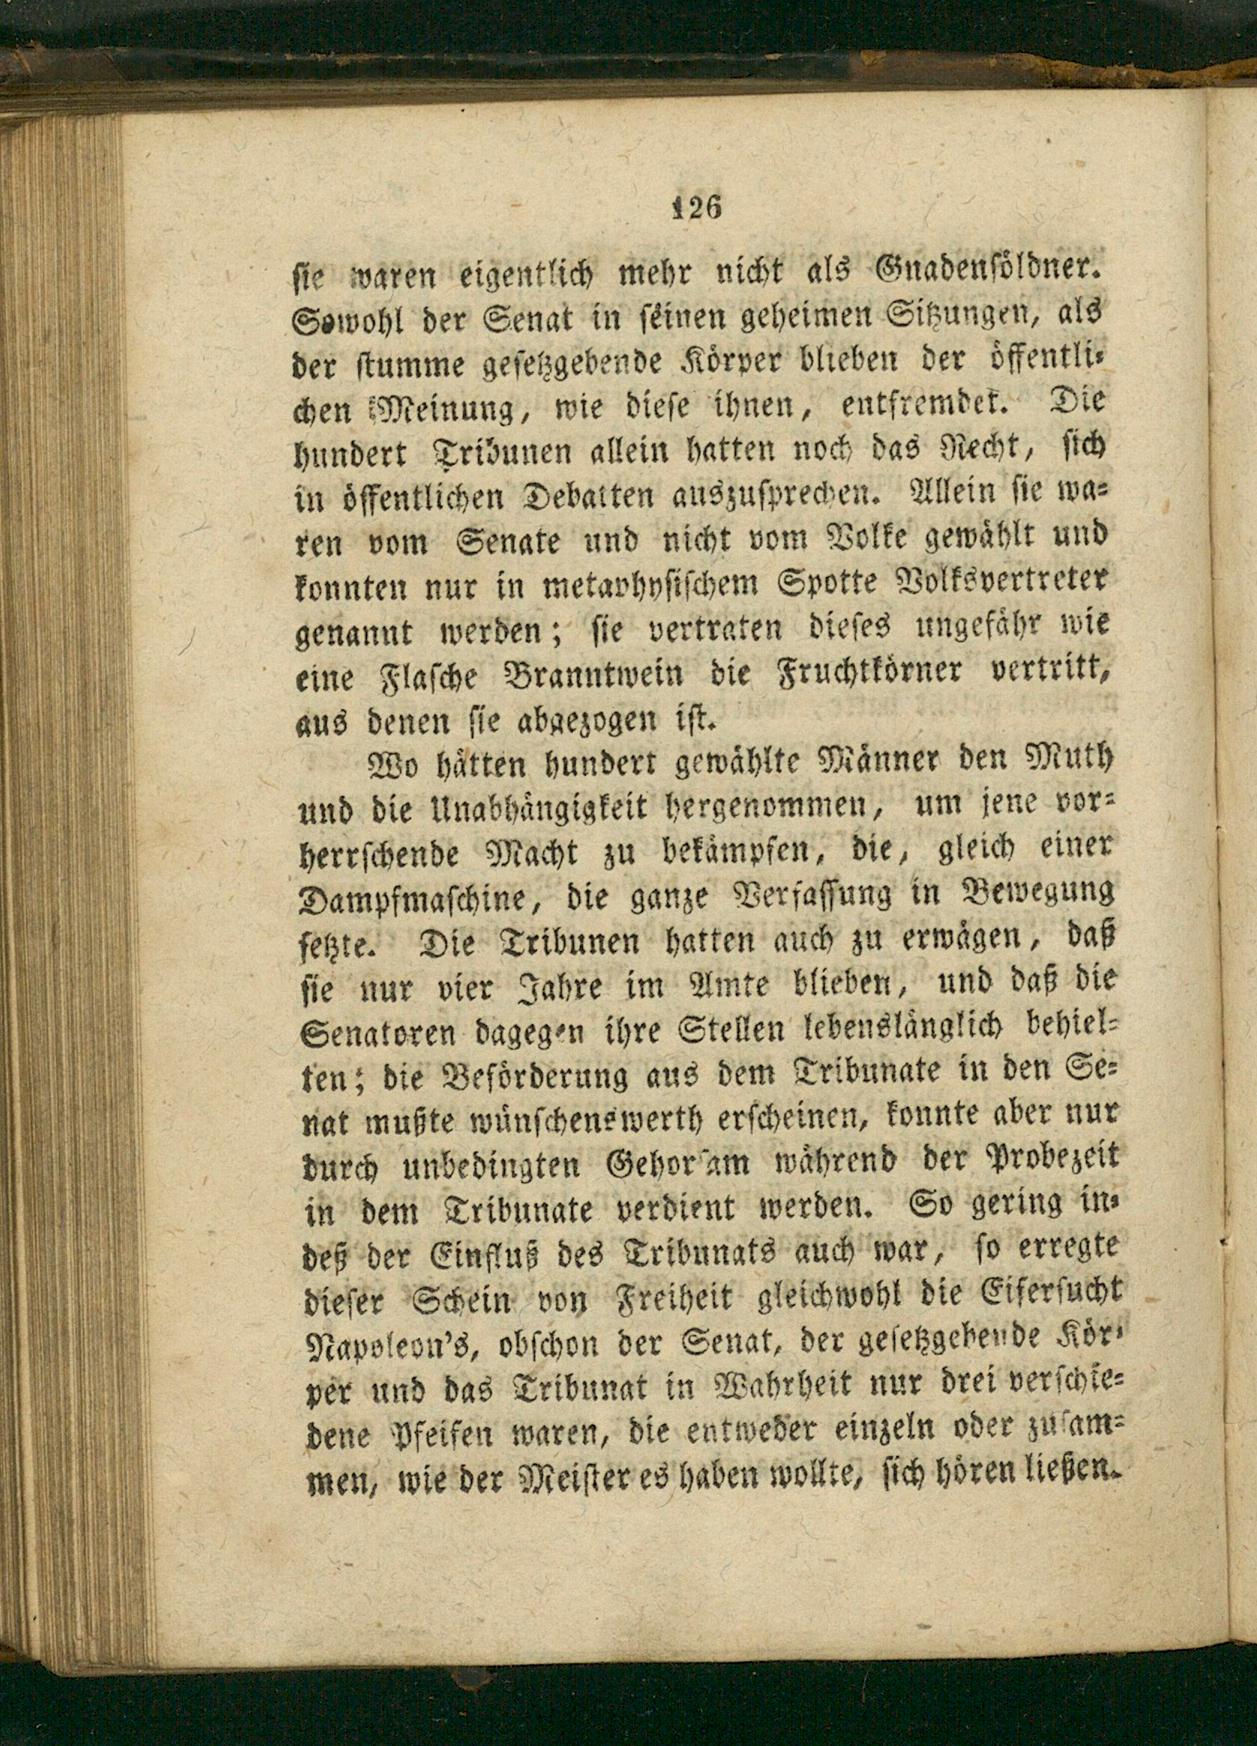 126
sie waren eigentlich mehr nicht als Gnadensöldner.
Sowohl der Senat in seinen geheimen Sitzungen, als
der stumme gesetzgebende Körper blieben der öffentli-
chen Meinung, wie diese ihnen, entfremdet. Die
hundert Tribunen allein hatten noch das Recht, sich
in öffentlichen Debatten auszusprechen. Allein sie wa-
ren vom Senate und nicht vom Volke gewählt und
konnten nur in metaphysischem Spotte Volksvertreter
genannt werden; sie vertraten dieses ungefähr wie
eine Flasche Branntwein die Fruchtkörner vertritt,
aus denen sie abgezogen ist.
Wo hätten hundert gewählte Männer den Muth
und die Unabhängigkeit hergenommen, um jene vor-
herrschende Macht zu bekämpfen, die, gleich einer
Dampfmaschine, die ganze Verfassung in Bewegung
setzte. Die Tribunen hatten auch zu erwägen, daß
sie nur vier Jahre im Amte blieben, und daß die
Senatoren dagegen ihre Stellen lebenslänglich behiel-
ten; die Beförderung aus dem Tribunate in den Se-
nat mußte wünschenswerth erscheinen, konnte aber nur
durch unbedingten Gehorsam während der Probezeit
in dem Tribunate verdient werden. So gering in-
deß der Einfluß des Tribunats auch war, so erregte
dieser Schein von Freiheit gleichwohl die Eifersucht
Napoleon's, obschon der Senat, der gesetzgebende Kör-
per und das Tribunat in Wahrheit nur drei verschie-
dene Pfeifen waren, die entweder einzeln oder zusam-
men, wie der Meister es haben wollte, sich hören ließen.